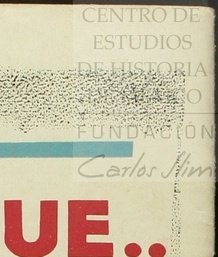 CENTRO DE
ESTUDIOS
DE HISTORIA
FUNDACIÓN
Carlos Slim
UE..